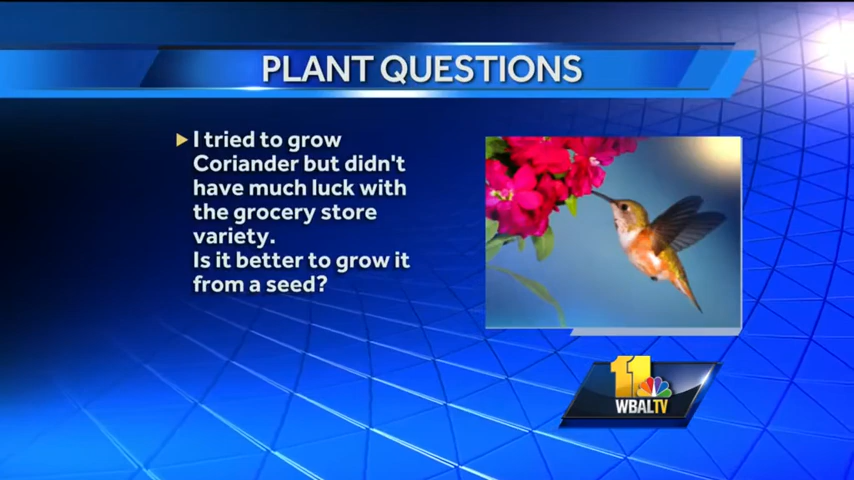 PLANT QUESTIONS
I tried to grow
Coriander but didn't
have much luck with
the grocery store
variety.
Is it better to grow it
from a seed?
11
WBALTV